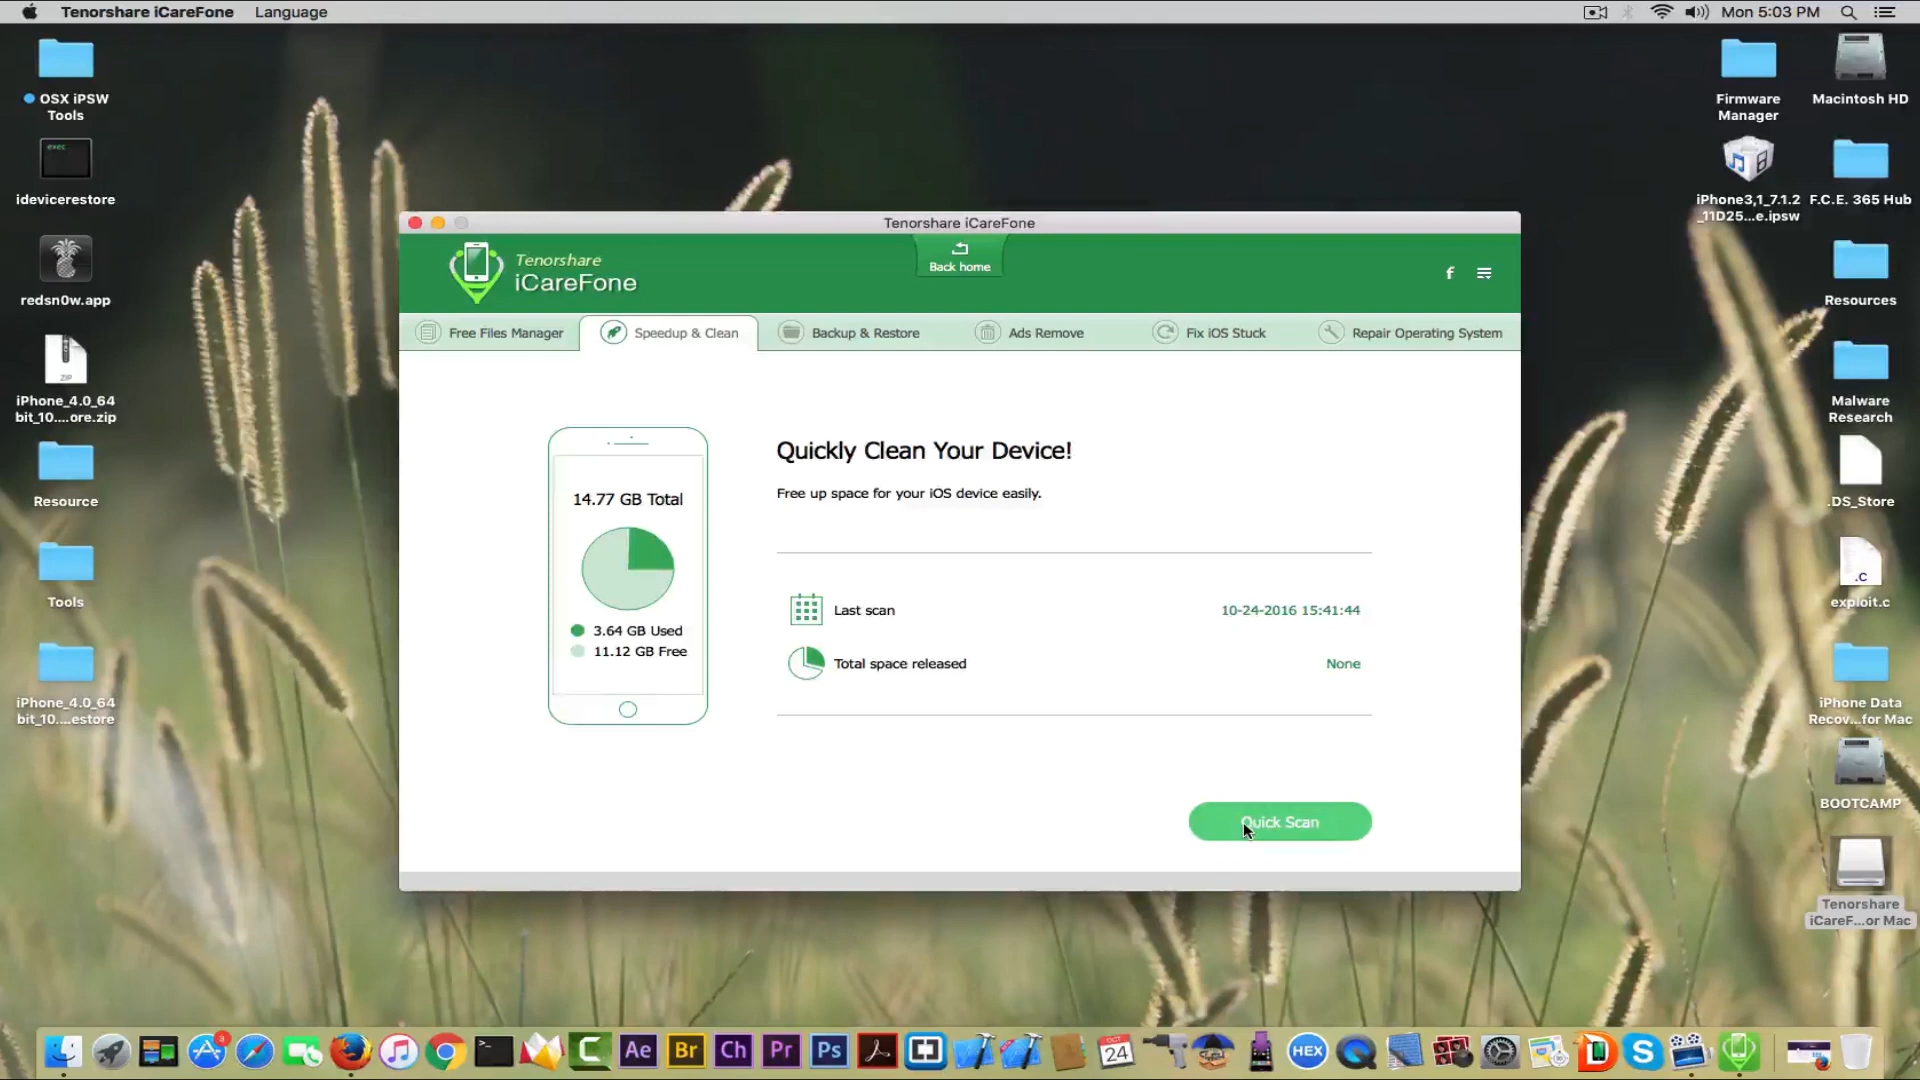 Tenorshare iCareFone
Language
Mon 5:03 PM
OSX iPSW
Tools
exec
idevicerestore
redsn0w.app
ZIP
iPhone_4.0_64
bit_10....ore.zip
Resource
Tools
iPhone_4.0_64
bit_10....estore
Firmware
Manager
Macintosh HD
iPhone3,1_7.1.2
_11D25...e.ipsw
F.C.E. 365 Hub
Resources
Malware
Research
.DS_Store
.C
exploit.c
iPhone Data
Recov...for Mac
BOOTCAMP
Tenorshare
iCareF...or Mac
Tenorshare iCareFone
Tenorshare
iCareFone
Back home
f
Free Files Manager
Speedup & Clean
Backup & Restore
Ads Remove
Fix iOS Stuck
Repair Operating System
14.77 GB Total
3.64 GB Used
11.12 GB Free
Quickly Clean Your Device!
Free up space for your iOS device easily.
Last scan
10-24-2016 15:41:44
Total space released
None
Quick Scan
3
C
Ae
Br
Ch
Pr
Ps
OCT
24
HEX
D
S